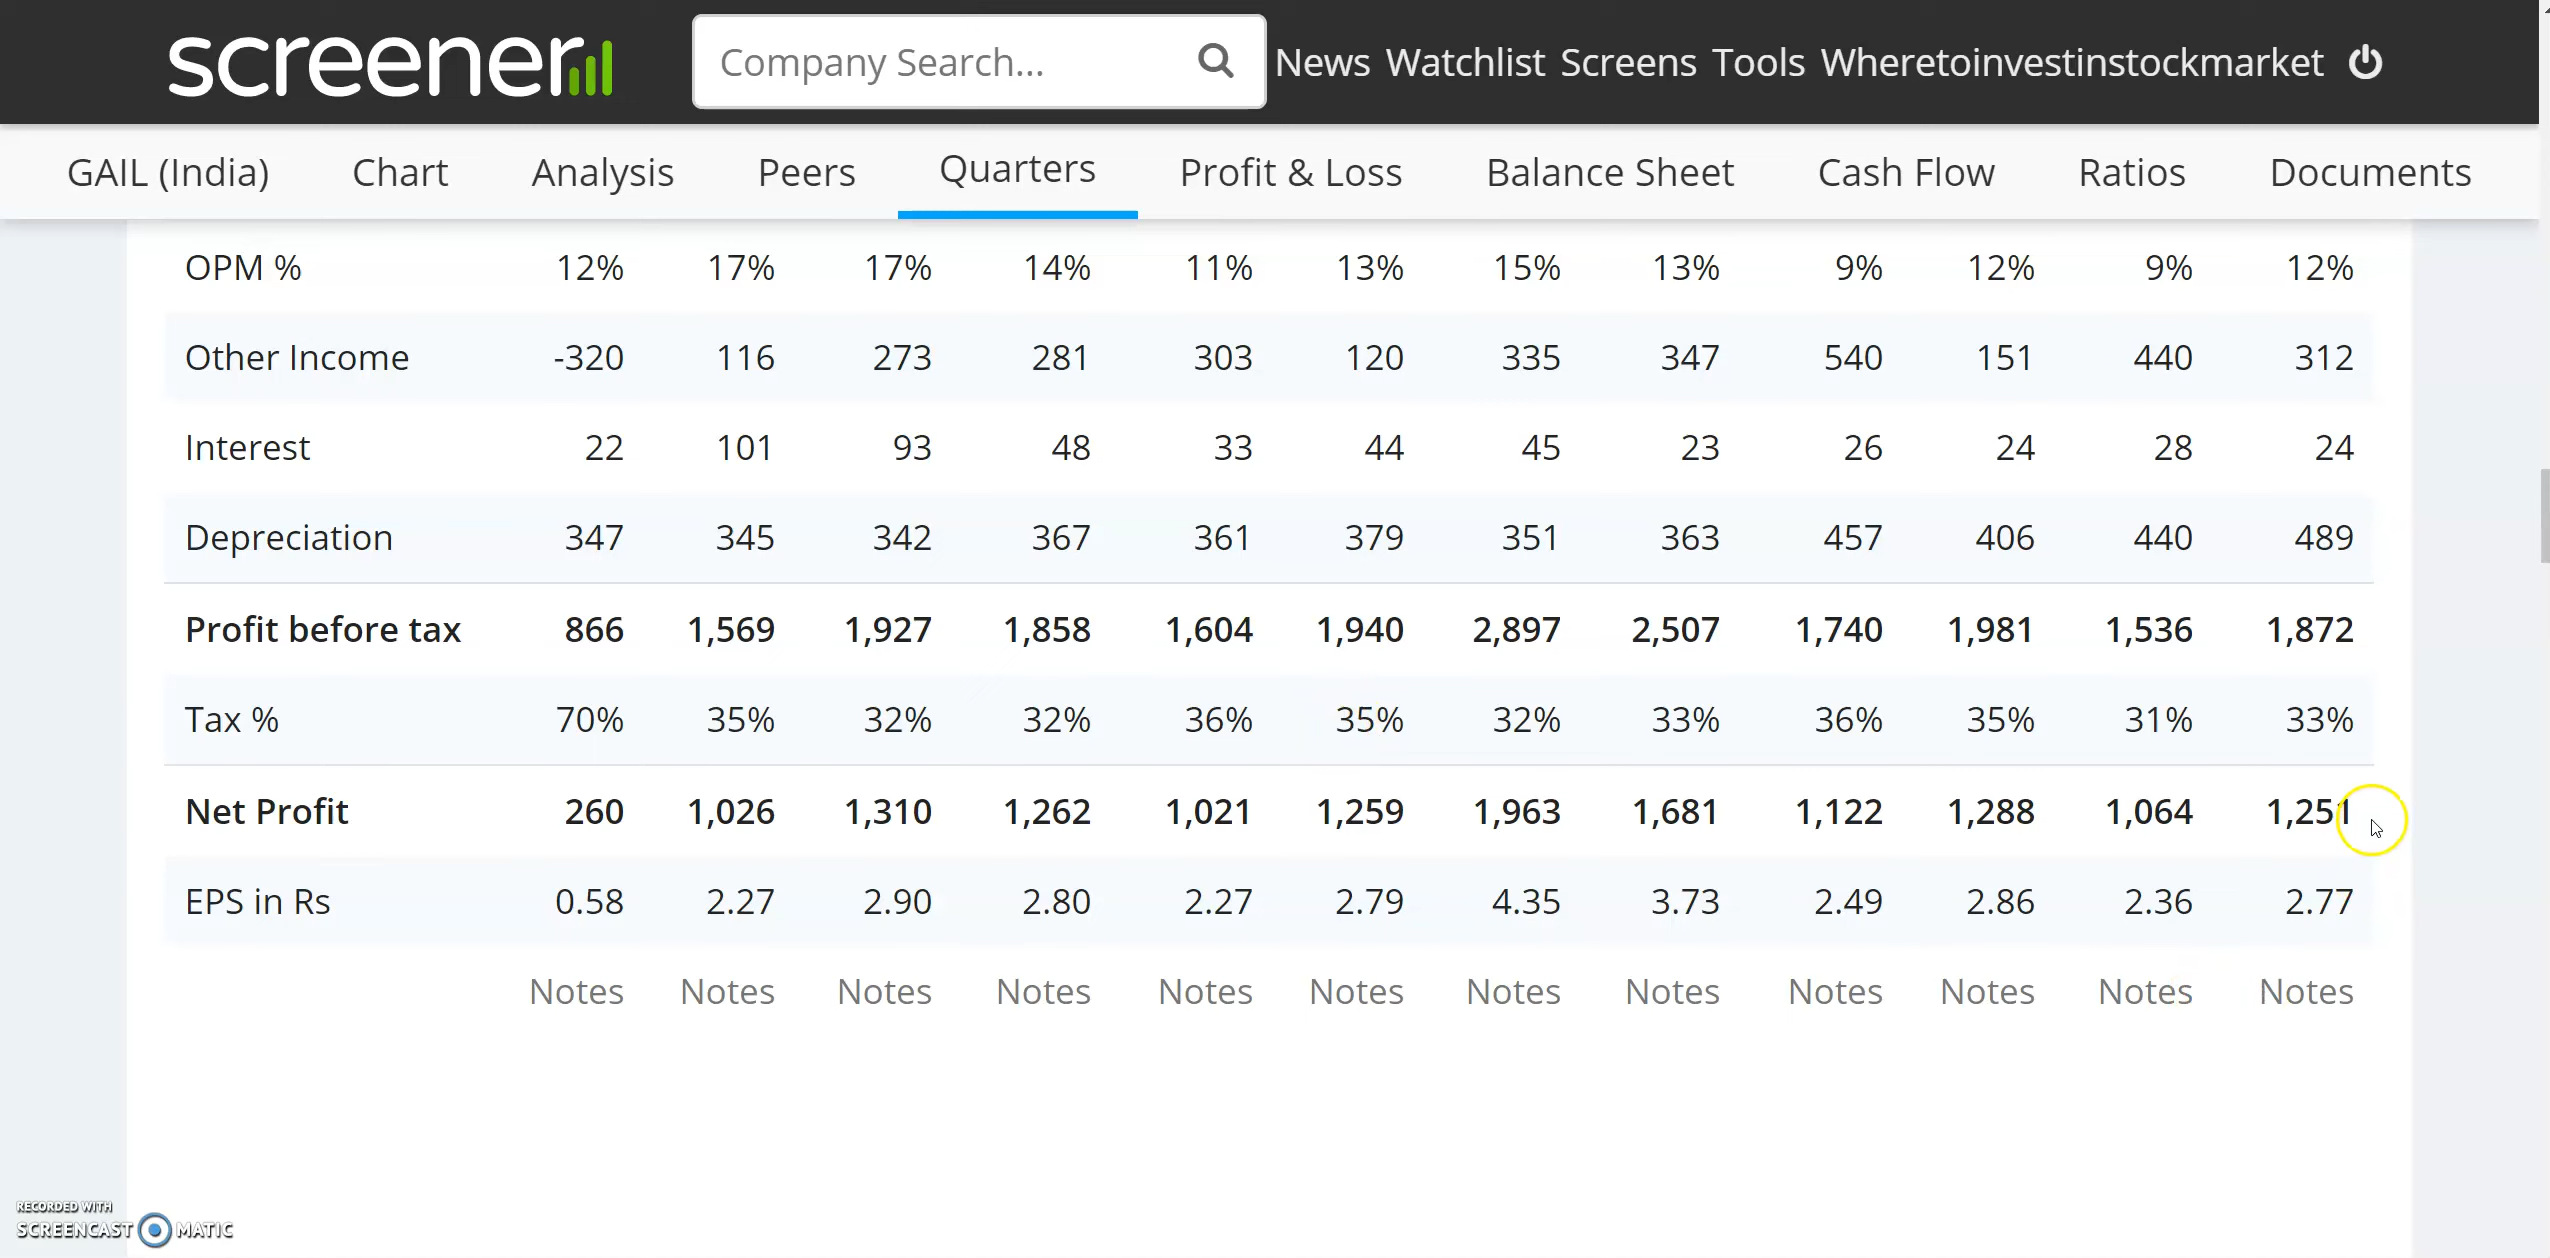 screener Company Search... News Watchlist Screens Tools Wheretoinvestinstockmarket
GAIL (India) Chart Analysis Peers Quarters Profit & Loss Balance Sheet Cash Flow Ratios Documents
OPM % 12% 17% 17% 14% 11% 13% 15% 13% 9% 12% 9% 12%
Other Income -320 116 273 281 303 120 335 347 540 151 440 312
Interest 22 101 93 48 33 44 45 23 26 24 28 24
Depreciation 347 345 342 367 361 379 351 363 457 406 440 489
Profit before tax 866 1,569 1,927 1,858 1,604 1,940 2,897 2,507 1,740 1,981 1,536 1,872
Tax % 70% 35% 32% 32% 36% 35% 32% 33% 36% 35% 31% 33%
Net Profit 260 1,026 1,310 1,262 1,021 1,259 1,963 1,681 1,122 1,288 1,064 1,251
EPS in Rs 0.58 2.27 2.90 2.80 2.27 2.79 4.35 3.73 2.49 2.86 2.36 2.77
Notes Notes Notes Notes Notes Notes Notes Notes Notes Notes Notes Notes
RECORDED WITH
SCREENCAST MATIC